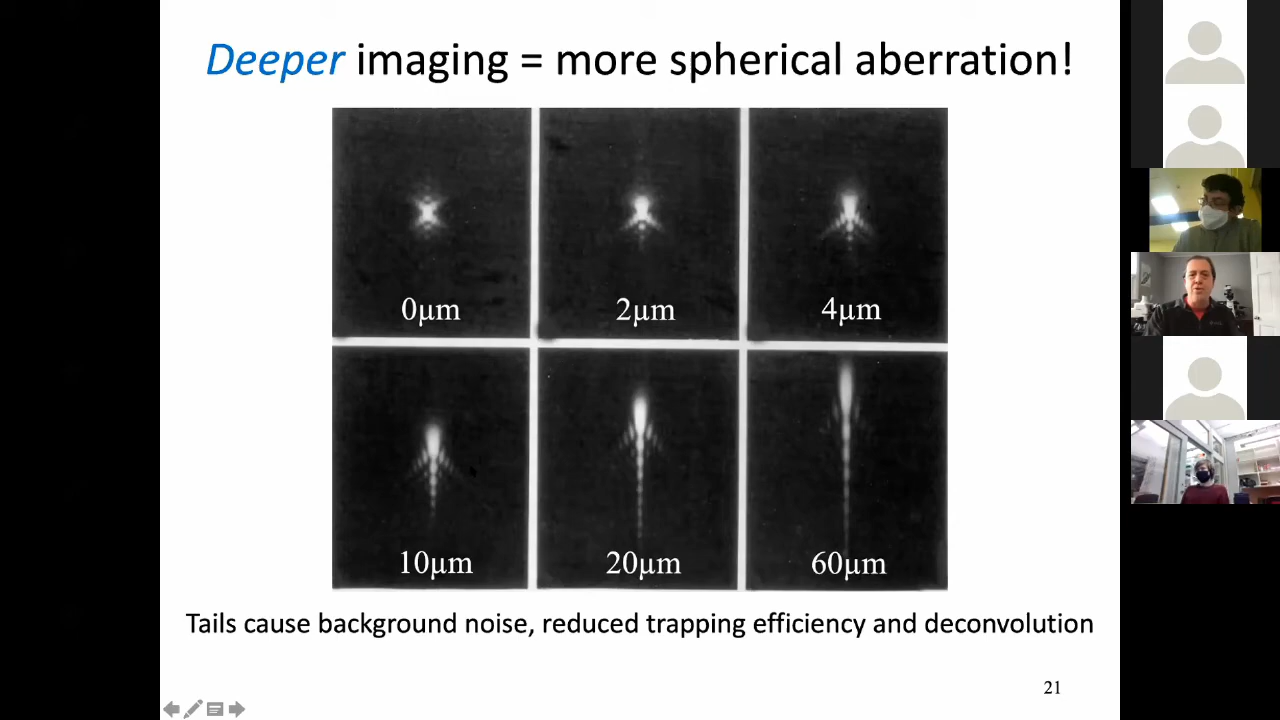 Deeper imaging = more spherical aberration!
0µm
2µm
4µm
10µm
20µm
60µm
Tails cause background noise, reduced trapping efficiency and deconvolution
21